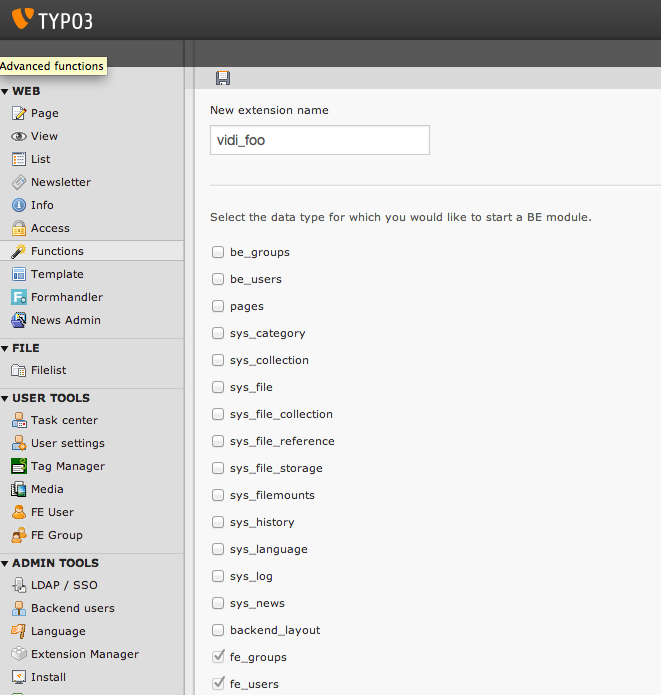 TYPO3
Advanced functions
WEB
Page
View
List
Newsletter
Info
Access
Functions
Template
Formhandler
News Admin
FILE
Filelist
USER TOOLS
Task center
User settings
Tag Manager
Media
FE User
FE Group
ADMIN TOOLS
LDAP / SSO
Backend users
Language
Extension Manager
Install
New extension name
vidi_foo
Select the data type for which you would like to start a BE module.
be_groups
be_users
pages
sys_category
sys_collection
sys_file
sys_file_collection
sys_file_reference
sys_file_storage
sys_filemounts
sys_history
sys_language
sys_log
sys_news
backend_layout
fe_groups
fe_users